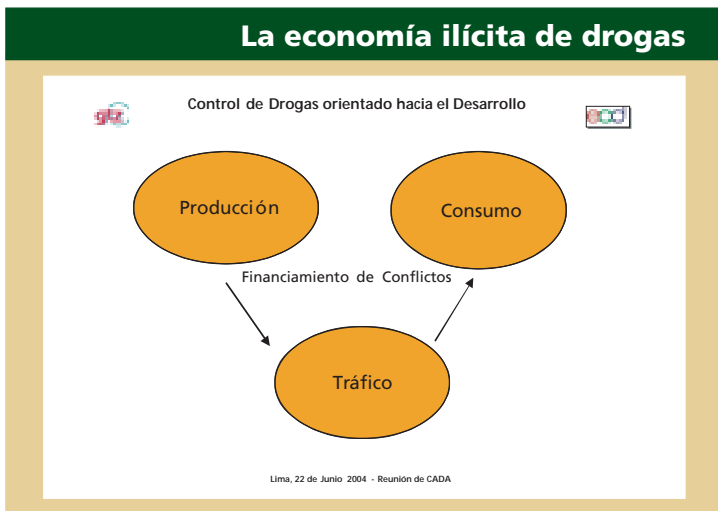 La economía ilícita de drogas
Control de Drogas orientado hacia el Desarrollo
gtz
Producción
Consumo
Financiamiento de Conflictos
Tráfico
Lima, 22 de Junio 2004 - Reunión de CADA